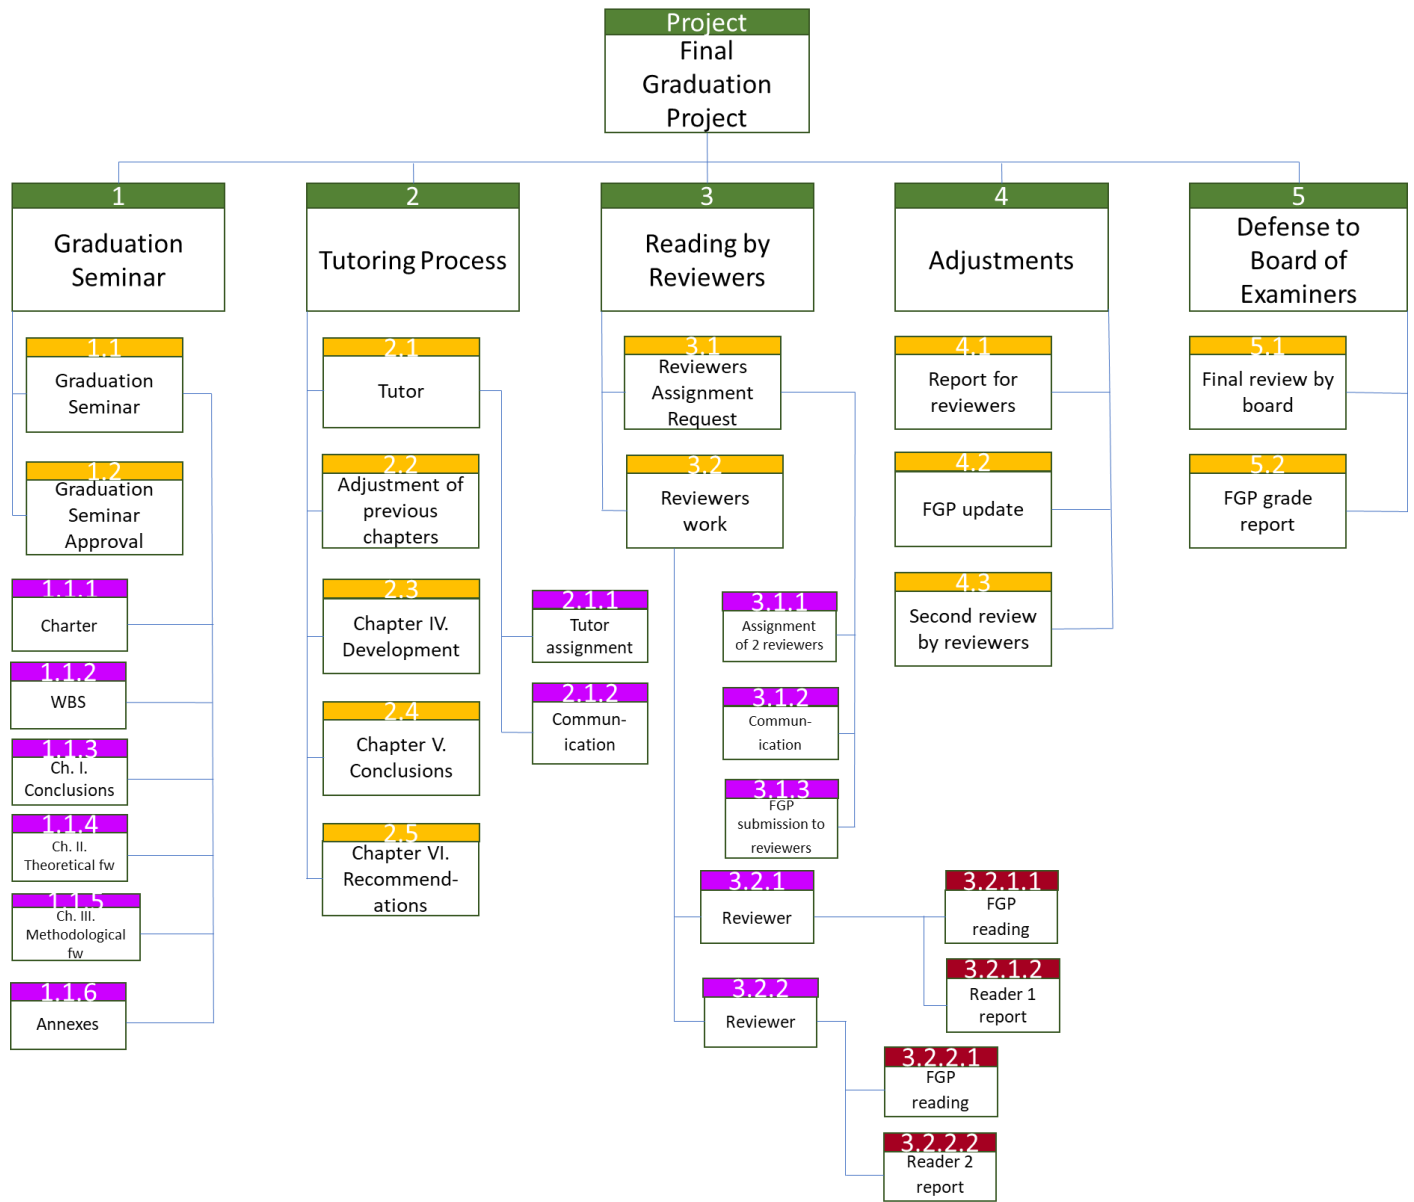 Project
Final
Graduation
Project
1
Graduation
Seminar
2
Tutoring Process
3
Reading by
Reviewers
4
Adjustments
5
Defense to
Board of
Examiners
1.1
Graduation
Seminar
1.2
Graduation
Seminar
Approval
1.1.1
Charter
1.1.2
WBS
1.1.3
Ch. I.
Conclusions
1.1.4
Ch. II.
Theoretical fw
1.1.5
Ch. III.
Methodological
fw
1.1.6
Annexes
2.1
Tutor
2.2
Adjustment of
previous
chapters
2.3
Chapter IV.
Development
2.4
Chapter V.
Conclusions
2.5
Chapter VI.
Recommend-
ations
2.1.1
Tutor
assignment
2.1.2
Commun-
ication
3.1
Reviewers
Assignment
Request
3.2
Reviewers
work
3.1.1
Assignment
of 2 reviewers
3.1.2
Commun-
ication
3.1.3
FGP
submission to
reviewers
3.2.1
Reviewer
3.2.1.1
FGP
reading
3.2.1.2
Reader 1
report
3.2.2
Reviewer
3.2.2.1
FGP
reading
3.2.2.2
Reader 2
report
4.1
Report for
reviewers
4.2
FGP update
4.3
Second review
by reviewers
5.1
Final review by
board
5.2
FGP grade
report